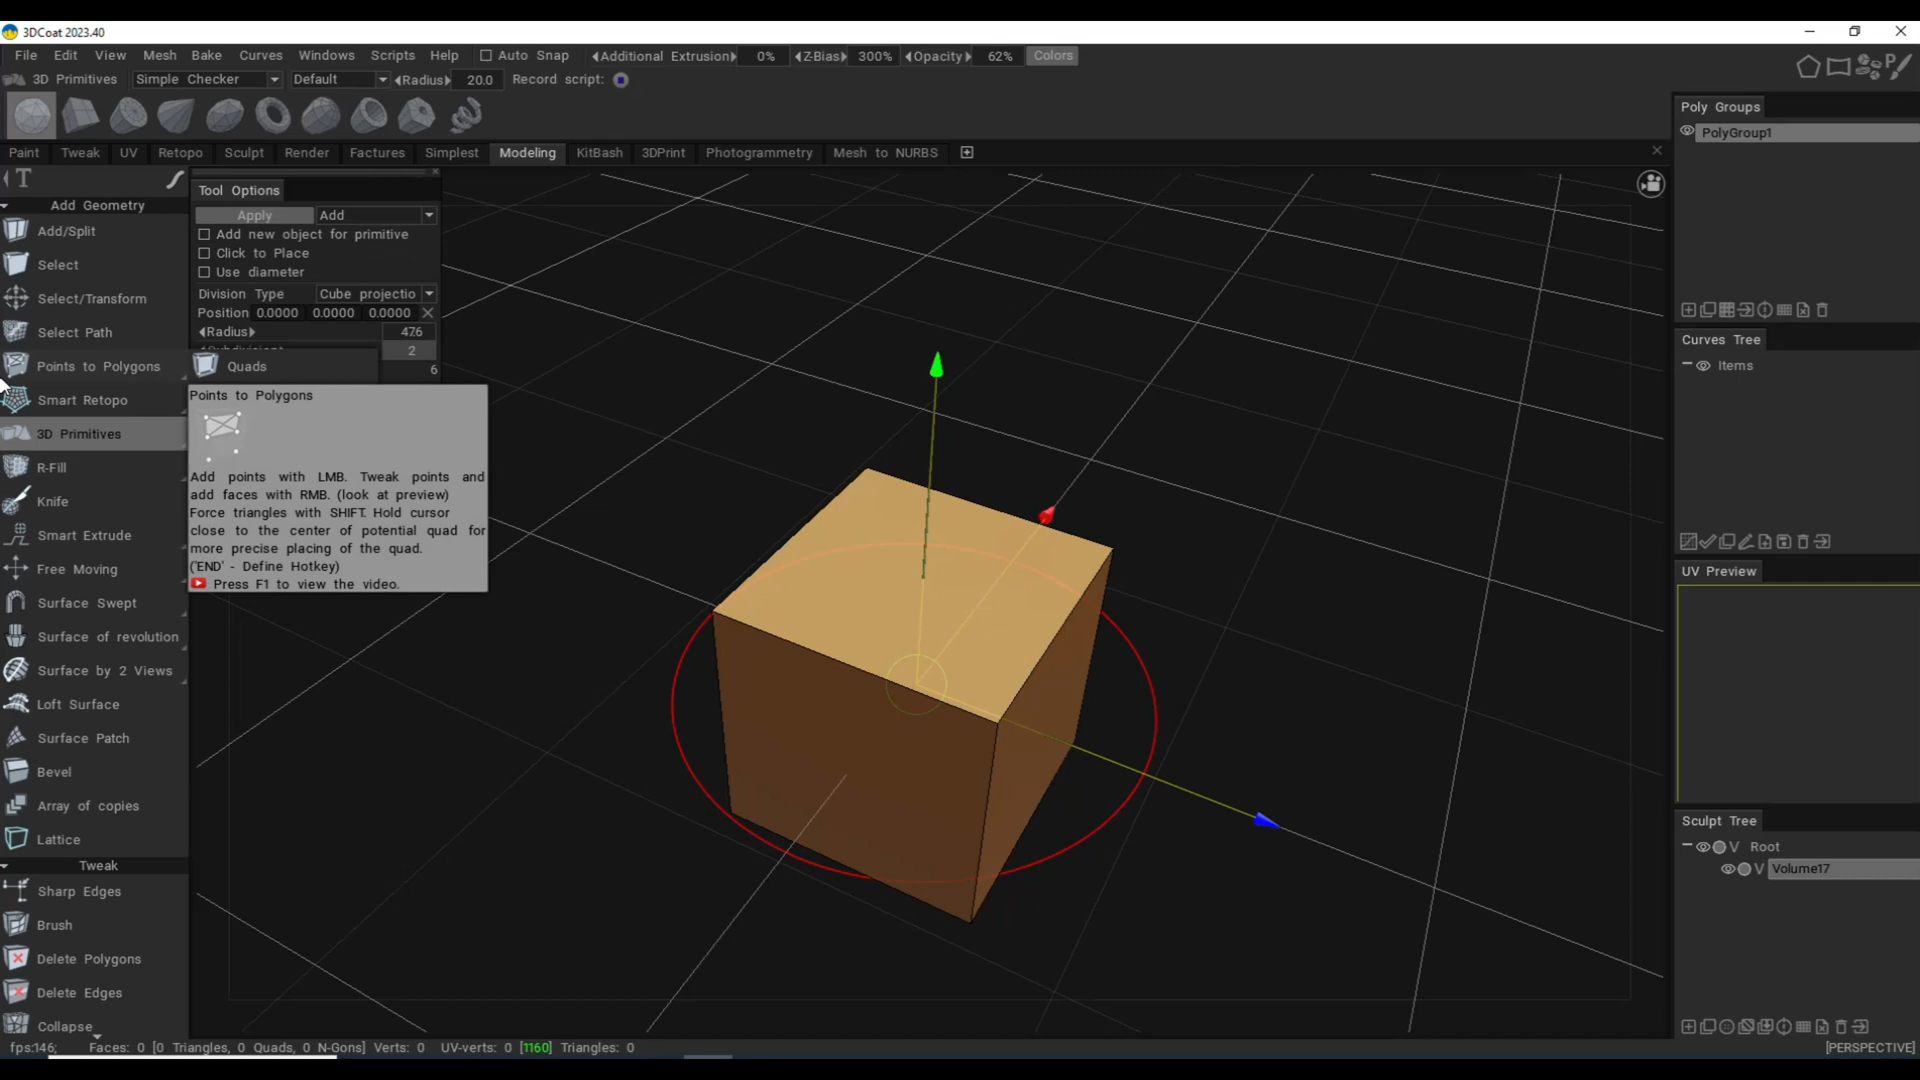 3DCoat 2023.40
File Edit View Mesh Bake Curves Windows Scripts Help Auto Snap Additional Extrusion 0% Z-Bias 300% Opacity 62% Colors
3D Primitives Simple Checker Default Radius 20.0 Record script:
Paint Tweak UV Retopo Sculpt Render Factures Simplest Modeling KitBash 3DPrint Photogrammetry Mesh to NURBS
T
Add Geometry
Add/Split
Select
Select/Transform
Select Path
Points to Polygons
Smart Retopo
3D Primitives
R-Fill
Knife
Smart Extrude
Free Moving
Surface Swept
Surface of revolution
Surface by 2 Views
Loft Surface
Surface Patch
Bevel
Array of copies
Lattice
Tweak
Sharp Edges
Brush
Delete Polygons
Delete Edges
Collapse
Tool Options
Apply Add
Add new object for primitive
Click to Place
Use diameter
Division Type Cube projectio
Position 0.0000 0.0000 0.0000
Radius 47.6
2
6
Quads
Points to Polygons
Add points with LMB. Tweak points and
add faces with RMB. (look at preview)
Force triangles with SHIFT. Hold cursor
close to the center of potential quad for
more precise placing of the quad.
('END' - Define Hotkey)
Press F1 to view the video.
Poly Groups
PolyGroup1
Curves Tree
Items
UV Preview
Sculpt Tree
V Root
V Volume17
fps:146; Faces: 0 [0 Triangles, 0 Quads, 0 N-Gons] Verts: 0 UV-verts: 0 [1160] Triangles: 0
[PERSPECTIVE]